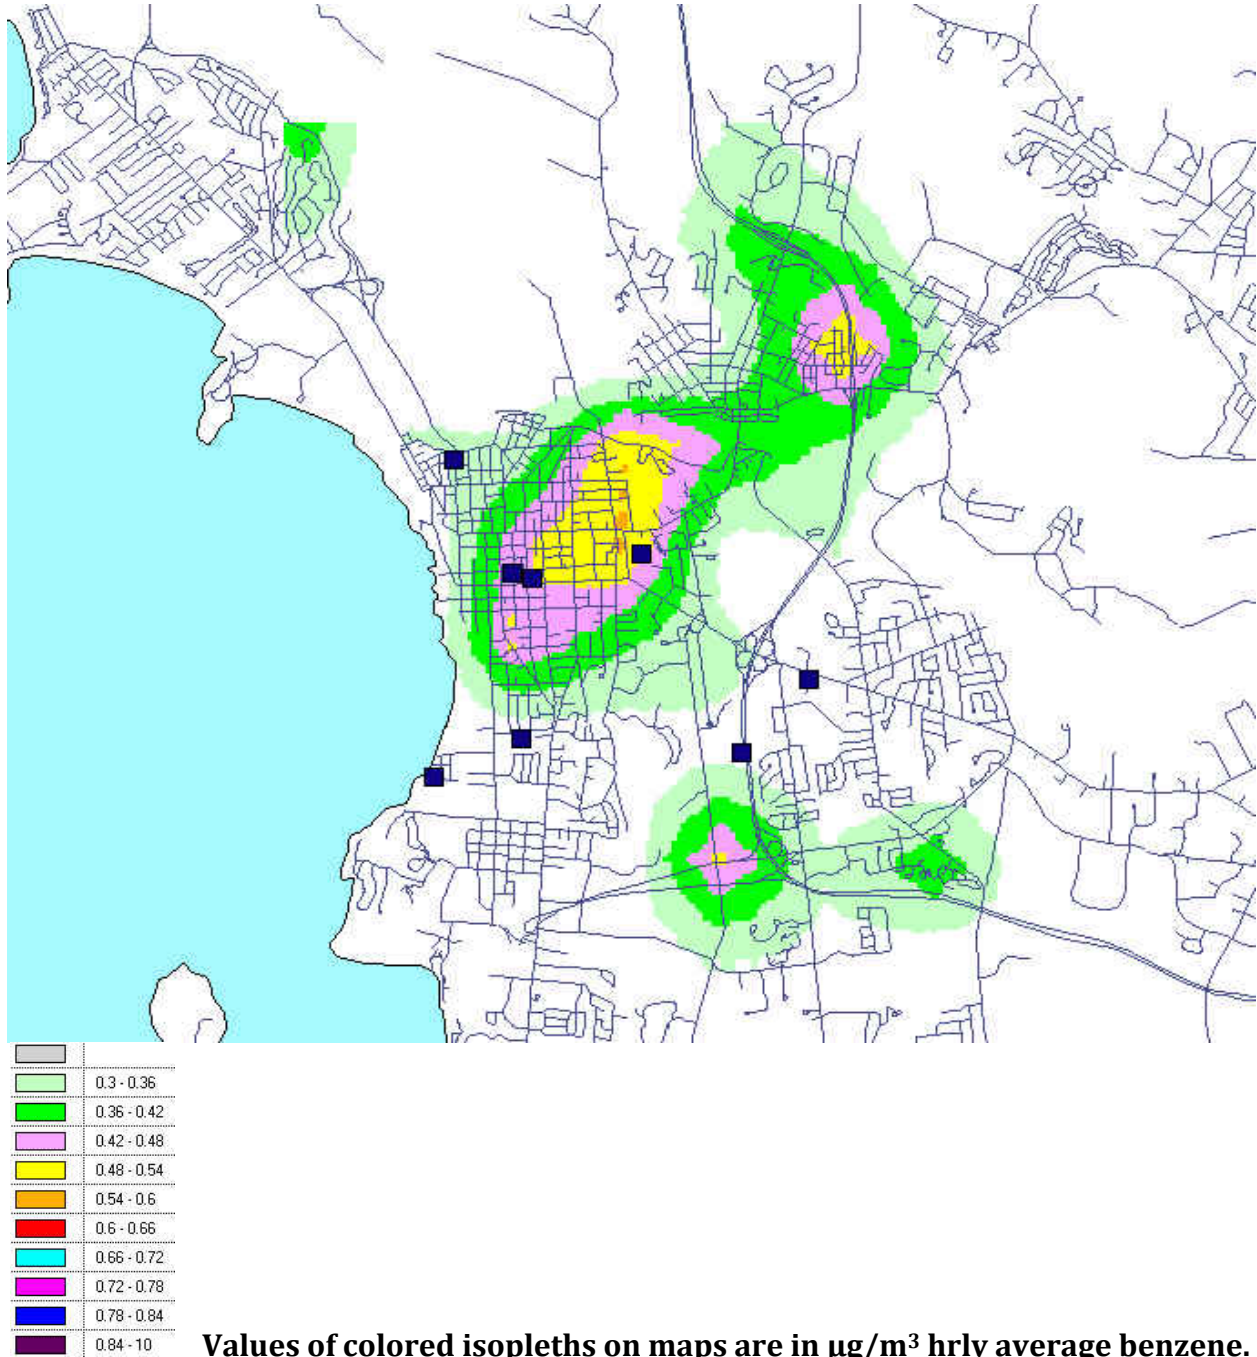 0.3 - 0.36
0.36 - 0.42
0.42 - 0.48
0.48 - 0.54
0.54 - 0.6
0.6 - 0.66
0.66 - 0.72
0.72 - 0.78
0.78 - 0.84
0.84 - 10
Values of colored isopleths on maps are in µg/m³ hrly average benzene.